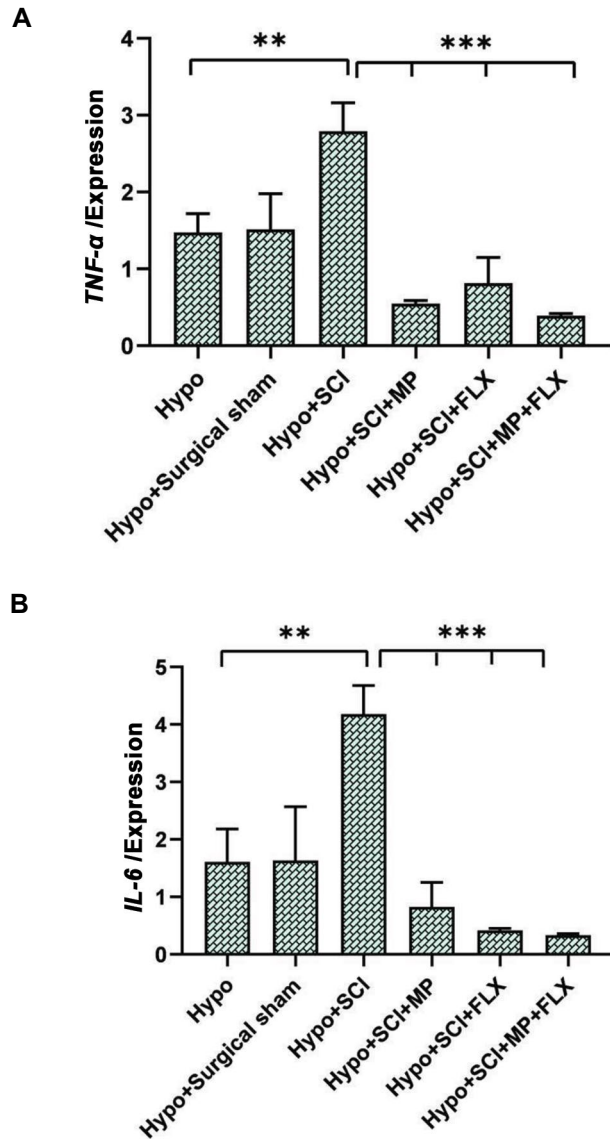 A
** ***
4
3
2
1
0
TNF-α /Expression
Hypo
Hypo+Surgical sham
Hypo+SCI
Hypo+SCI+MP
Hypo+SCI+FLX
Hypo+SCI+MP+FLX
B
** ***
5
4
3
2
1
0
IL-6 /Expression
Hypo
Hypo+Surgical sham
Hypo+SCI
Hypo+SCI+MP
Hypo+SCI+FLX
Hypo+SCI+MP+FLX